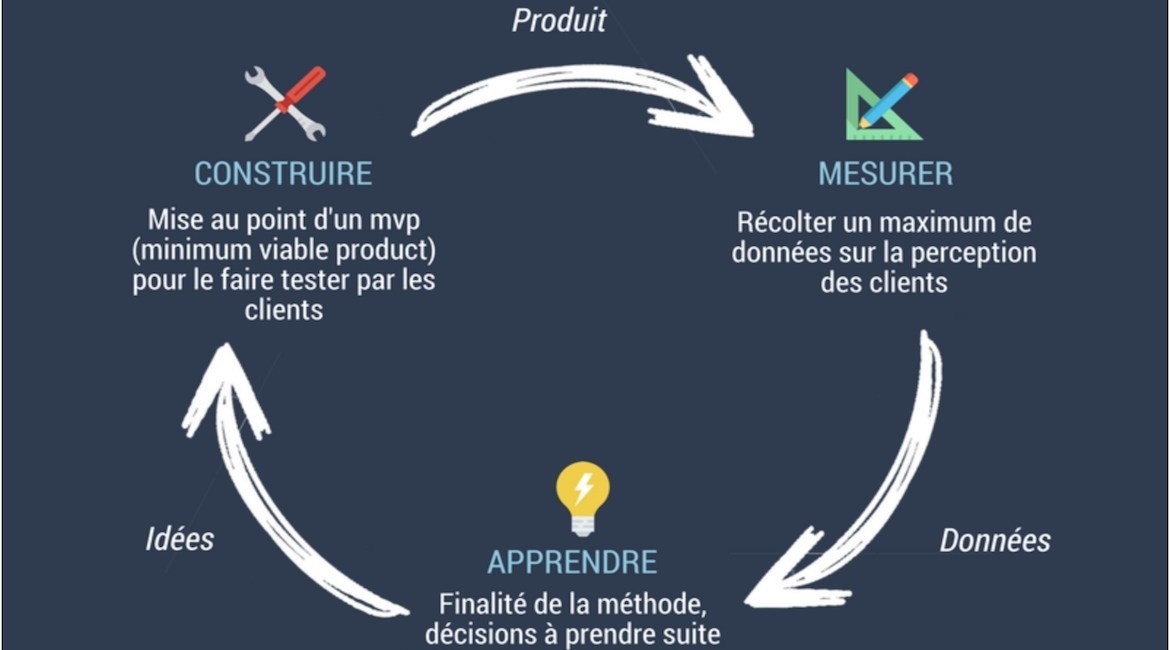 Produit
CONSTRUIRE
Mise au point d'un mvp
(minimum viable product)
pour le faire tester par les
clients
MESURER
Récolter un maximum de
données sur la perception
des clients
Données
APPRENDRE
Finalité de la méthode,
décisions à prendre suite
Idées